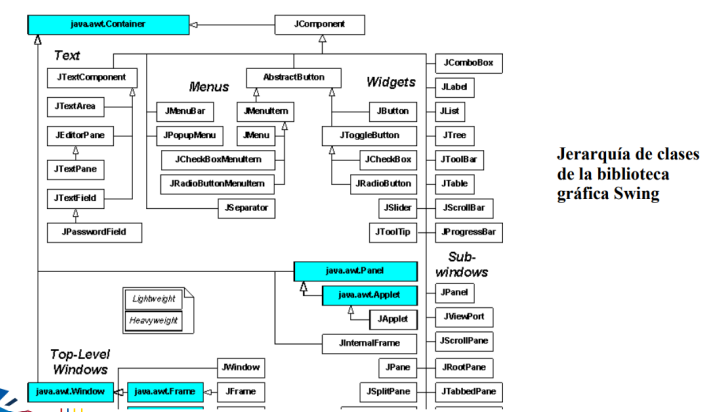 java.awt.Container
JComponent
Text
Menus
Widgets
JTextComponent
AbstractButton
JComboBox
JLabel
JTextArea
JMenuBar
JMenuItem
JButton
JList
JEditorPane
JPopupMenu
JMenu
JToggleButton
JTree
JTextPane
JCheckBoxMenuItem
JCheckBox
JToolBar
JTextField
JRadioButtonMenuItem
JRadioButton
JTable
JSeparator
JSlider
JScrollBar
JPasswordField
JToolTip
JProgressBar
Jerarquía de clases
de la biblioteca
gráfica Swing
Sub-
windows
java.awt.Panel
java.awt.Applet
JPanel
Lightweight
Heavyweight
JApplet
JViewPort
JInternalFrame
JScrollPane
Top-Level
Windows
JWindow
JPane
JRootPane
java.awt.Window
java.awt.Frame
JFrame
JSplitPane
JTabbedPane